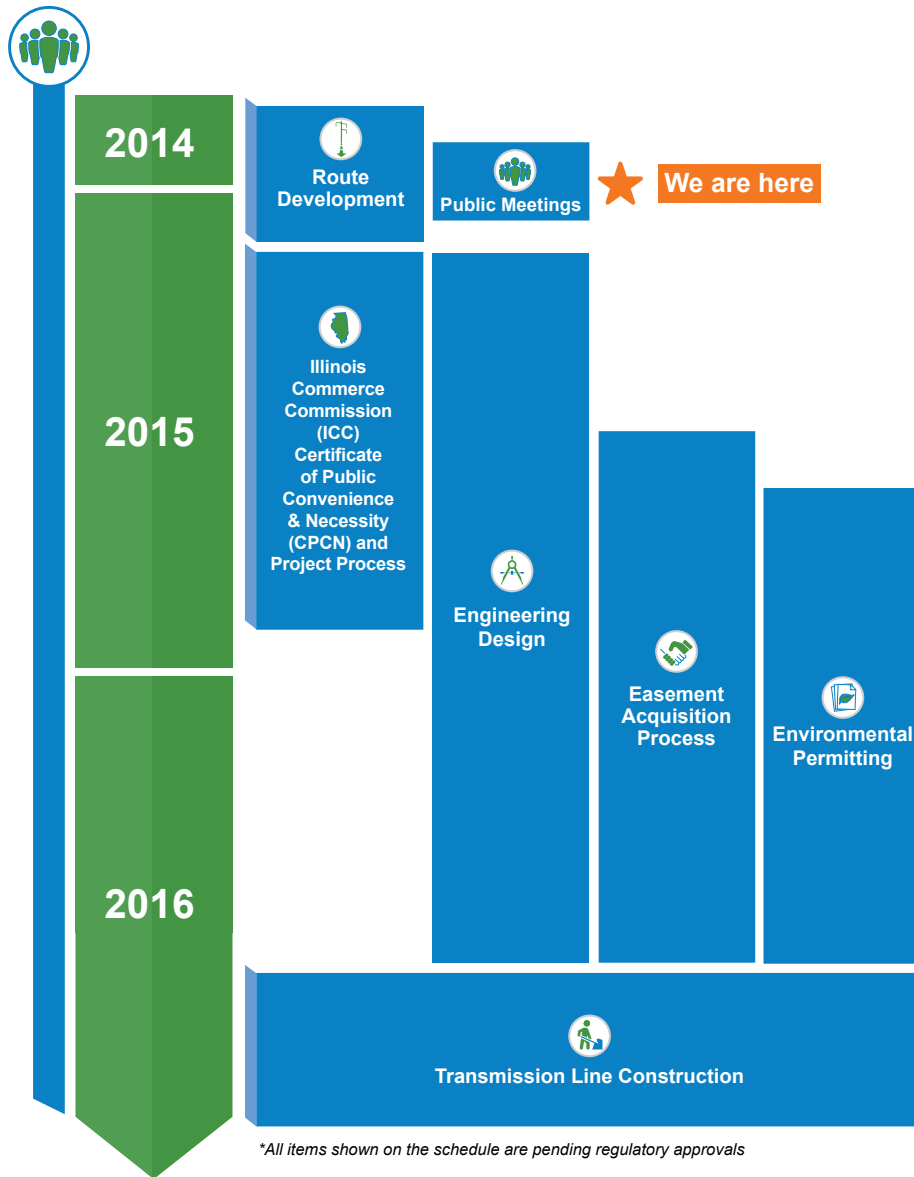 2014
Route
Development
Public Meetings
We are here
2015
Illinois
Commerce
Commission
(ICC)
Certificate
of Public
Convenience
& Necessity
(CPCN) and
Project Process
Engineering
Design
Easement
Acquisition
Process
Environmental
Permitting
2016
Transmission Line Construction
*All items shown on the schedule are pending regulatory approvals